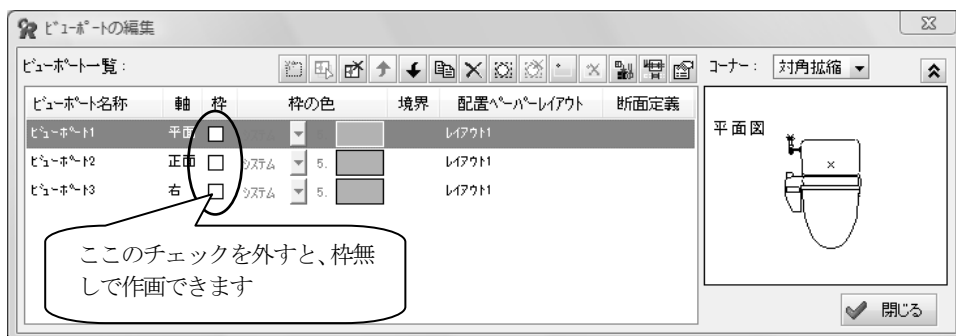 ﾋﾞｭｰﾎﾟｰﾄの編集
ﾋﾞｭｰﾎﾟｰﾄ一覧：
コーナー： 対角拡縮
ﾋﾞｭｰﾎﾟｰﾄ名称 軸 枠 枠の色 境界 配置ﾍﾟｰﾊﾟｰﾚｲｱｳﾄ 断面定義
ﾋﾞｭｰﾎﾟｰﾄ1 平面 ﾚｲｱｳﾄ1
ﾋﾞｭｰﾎﾟｰﾄ2 正面 ｼｽﾃﾑ 5. ﾚｲｱｳﾄ1
ﾋﾞｭｰﾎﾟｰﾄ3 右 ｼｽﾃﾑ 5. ﾚｲｱｳﾄ1
平面図
ここのチェックを外すと、枠無
しで作画できます
閉じる